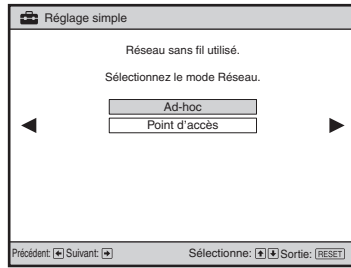 Réglage simple
Réseau sans fil utilisé.
Sélectionnez le mode Réseau.
Ad-hoc
Point d'accès
Précédent: Suivant: Sélectionne: Sortie: RESET